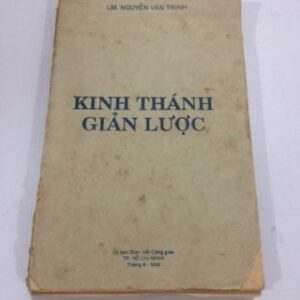 LM. NGUYỄN VĂN TRINH
KINH THÁNH
GIẢN LƯỢC
TP. HỒ CHÍ MINH